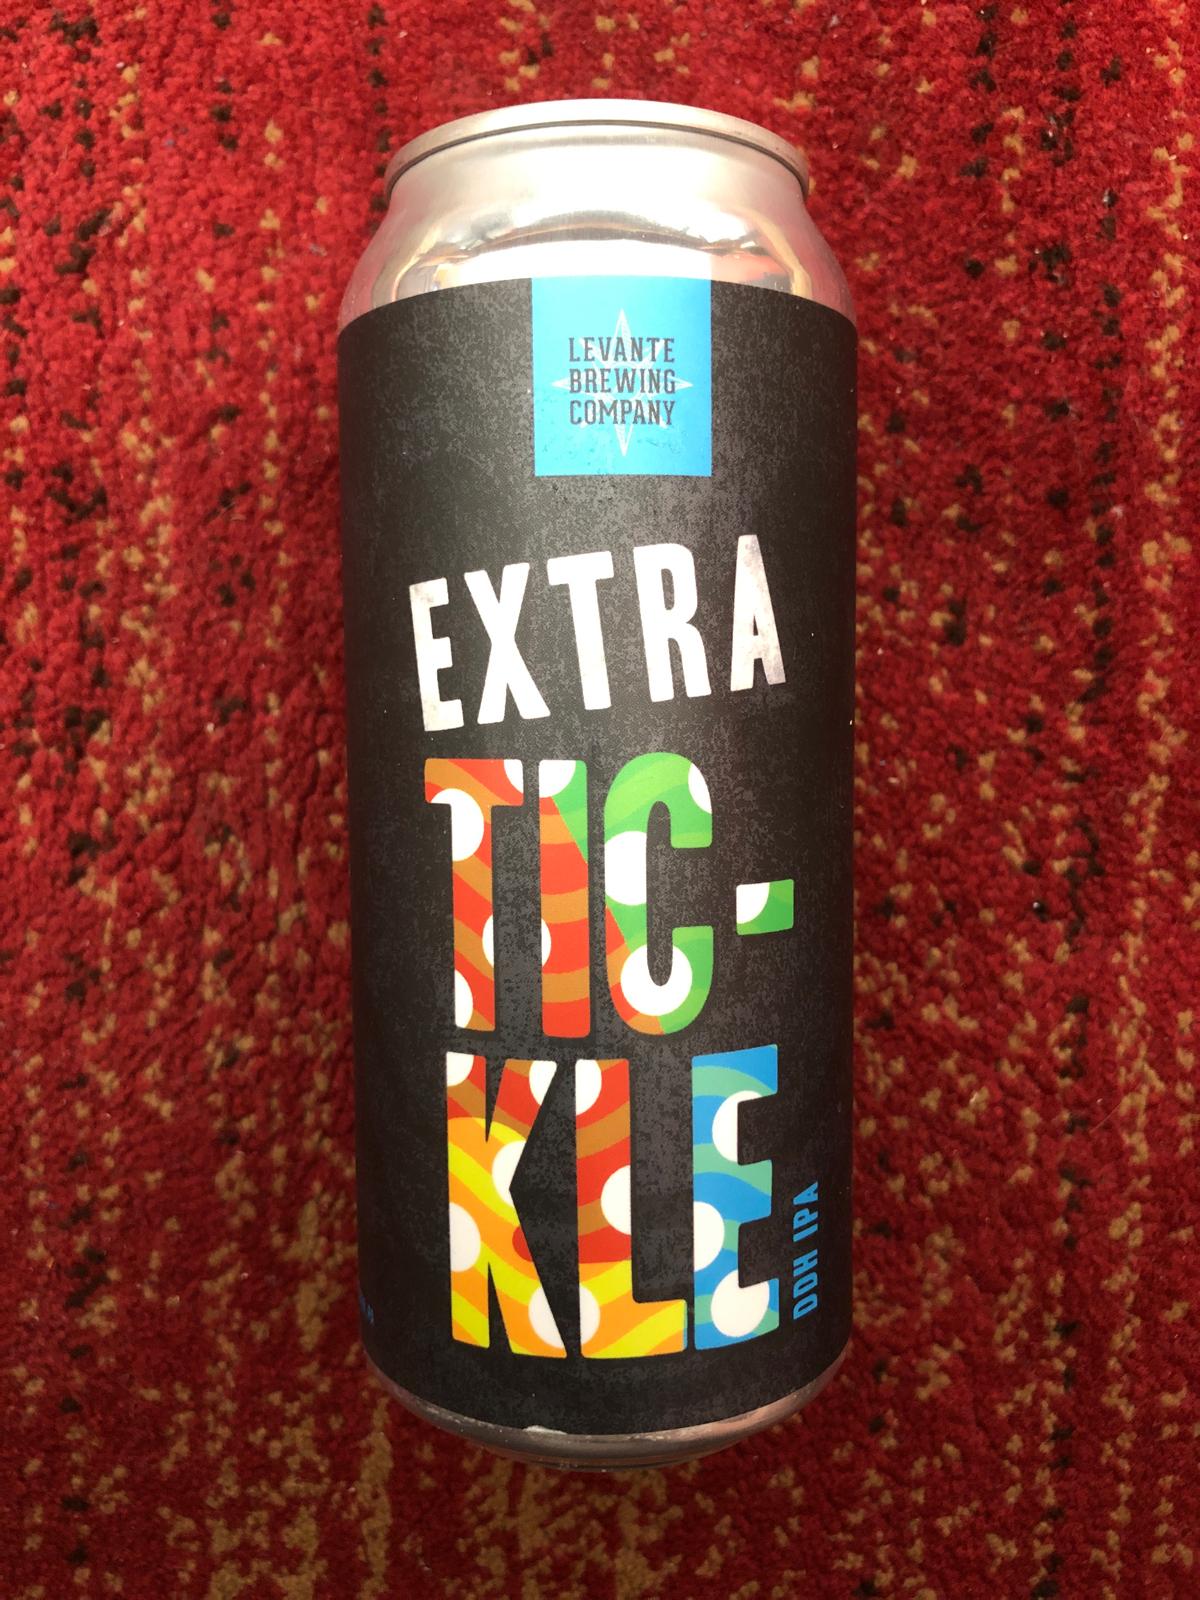 LEVANTE
BREWING
COMPANY
EXTRA
TIC-
KLE
DDH IPA